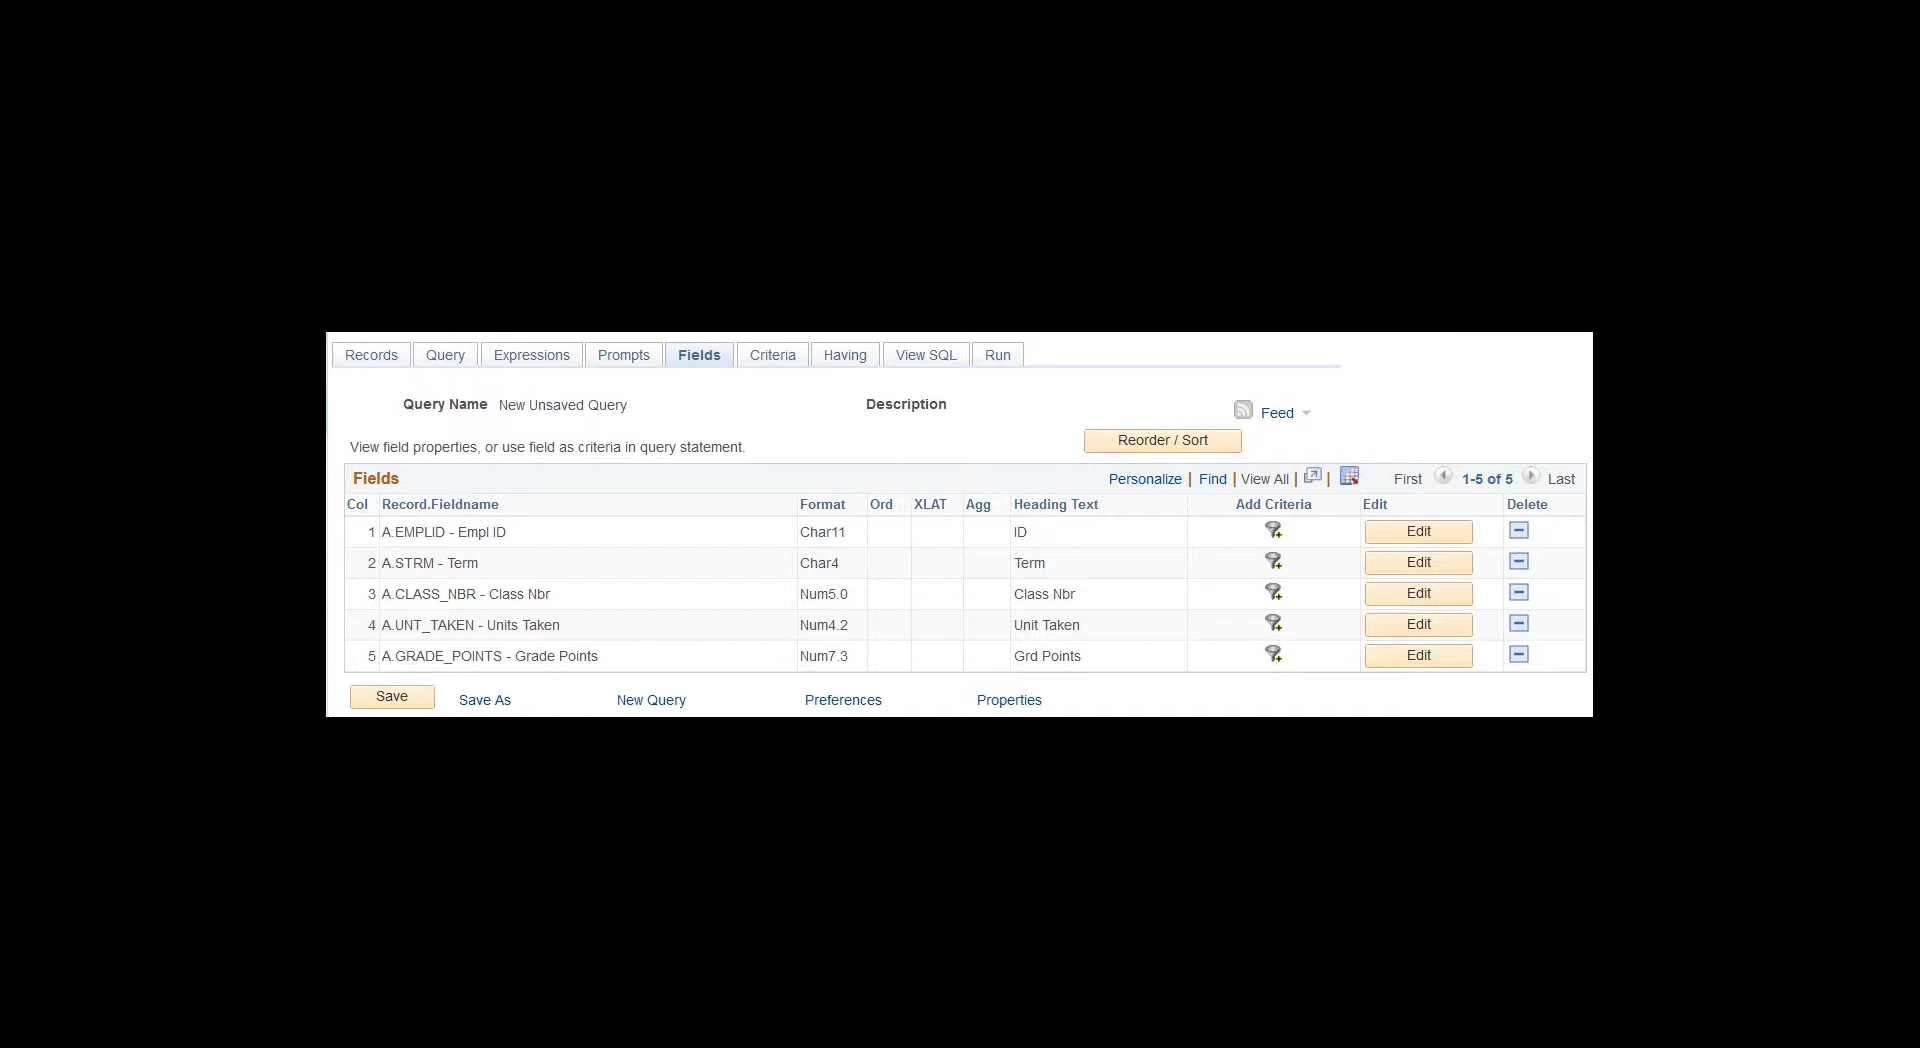 Records Query Expressions Prompts Fields Criteria Having View SQL Run
Query Name New Unsaved Query Description Feed
View field properties, or use field as criteria in query statement. Reorder / Sort
Fields Personalize | Find | View All | | First 1-5 of 5 Last
Col Record.Fieldname Format Ord XLAT Agg Heading Text Add Criteria Edit Delete
1 A.EMPLID - Empl ID Char11 ID Edit
2 A.STRM - Term Char4 Term Edit
3 A.CLASS_NBR - Class Nbr Num5.0 Class Nbr Edit
4 A.UNT_TAKEN - Units Taken Num4.2 Unit Taken Edit
5 A.GRADE_POINTS - Grade Points Num7.3 Grd Points Edit
Save Save As New Query Preferences Properties